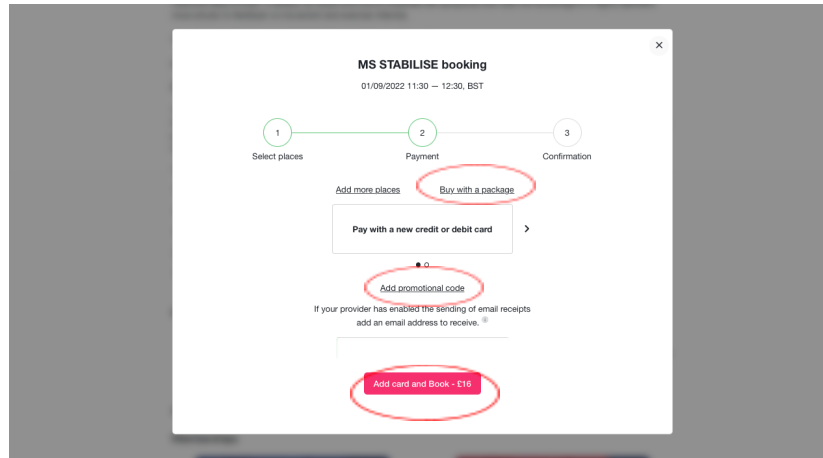 MS STABILISE booking
01/09/2022 11:30 — 12:30, BST
1
2
3
Select places
Payment
Confirmation
Add more places
Buy with a package
Pay with a new credit or debit card
Add promotional code
If your provider has enabled the sending of email receipts
add an email address to receive.
Add card and Book - £16